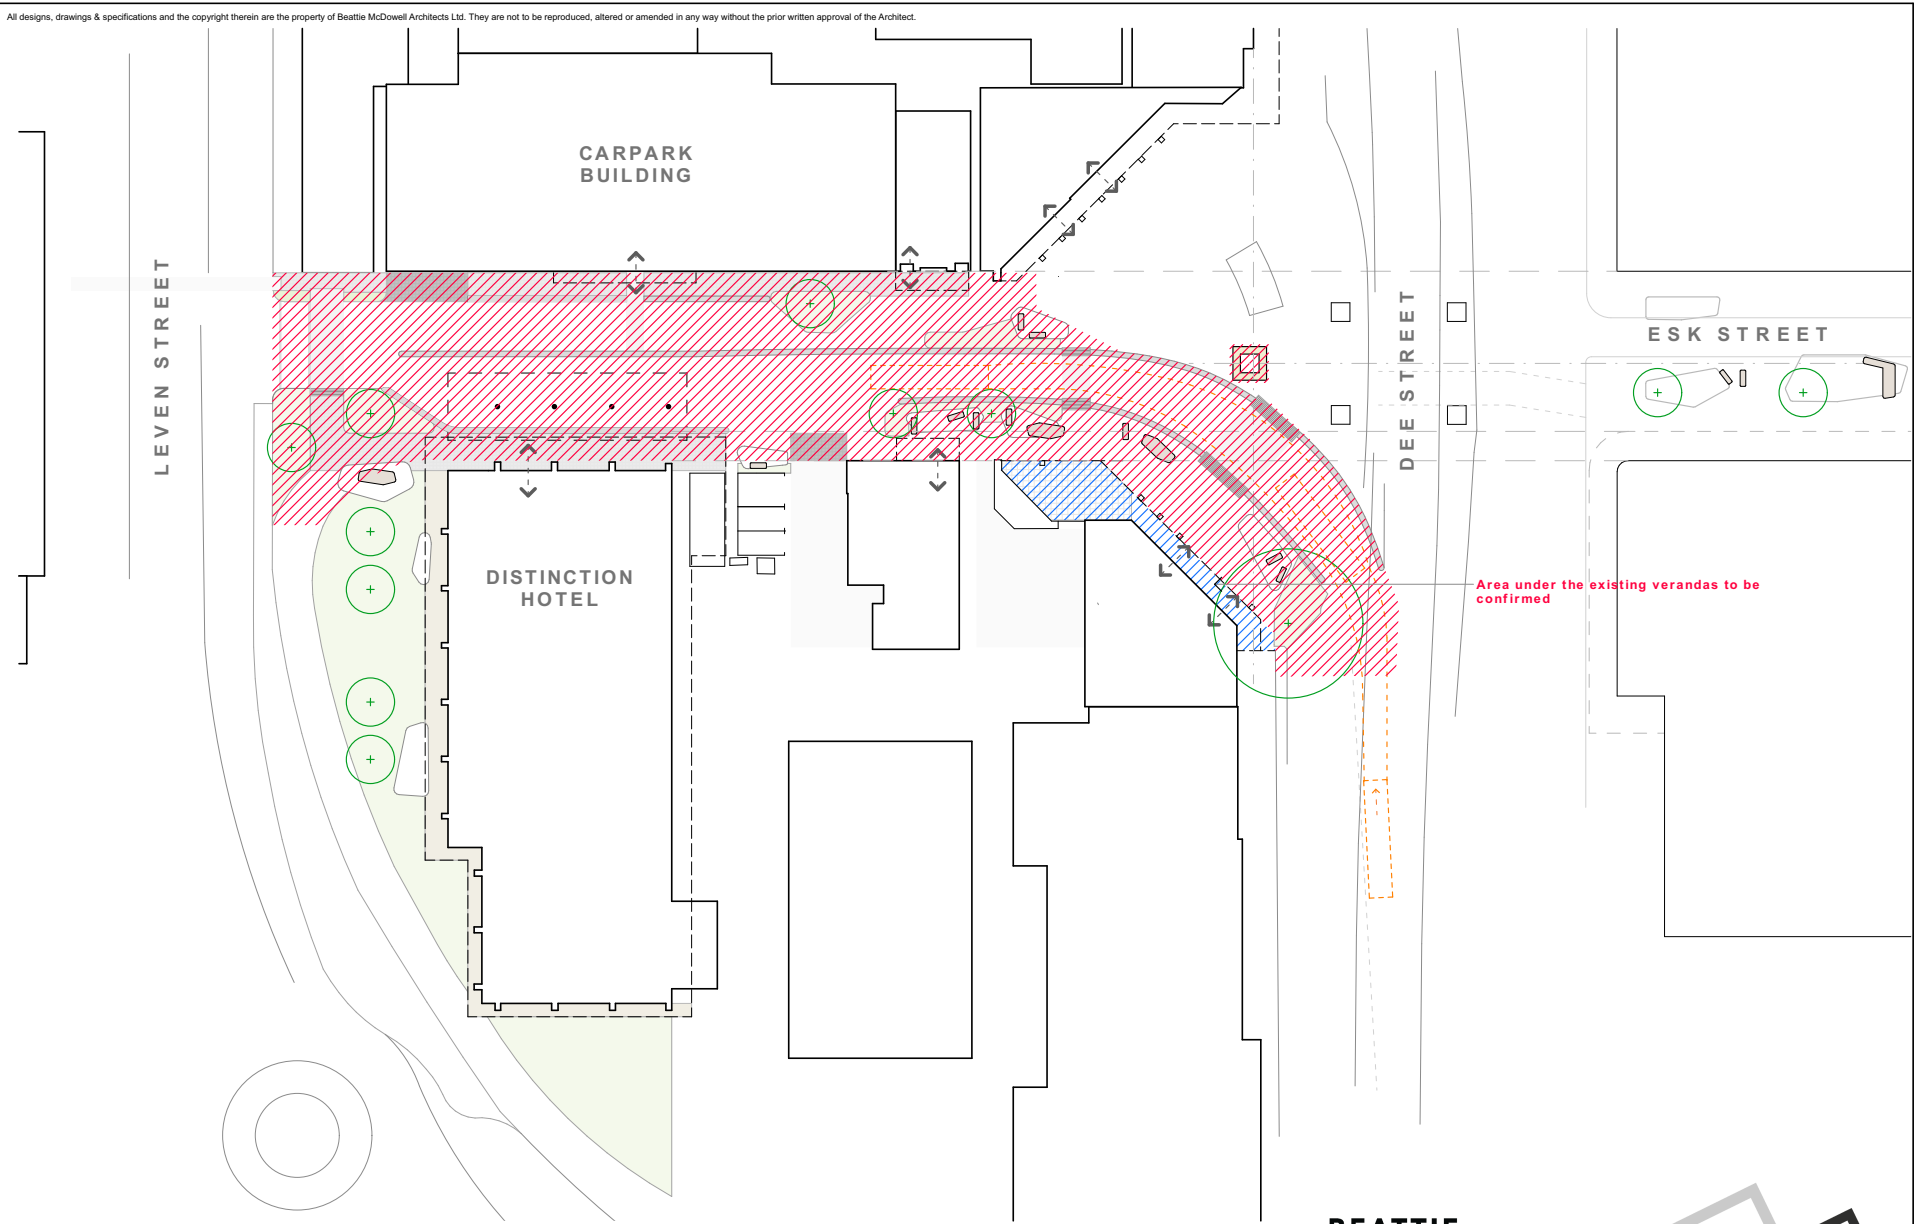 All designs, drawings & specifications and the copyright therein are the property of Beattie McDowell Architects Ltd. They are not to be reproduced, altered or amended in any way without the prior written approval of the Architect.
CARPARK
BUILDING
LEVEN STREET
DEE STREET
ESK STREET
DISTINCTION
HOTEL
Area under the existing verandas to be
confirmed
BEATTIE